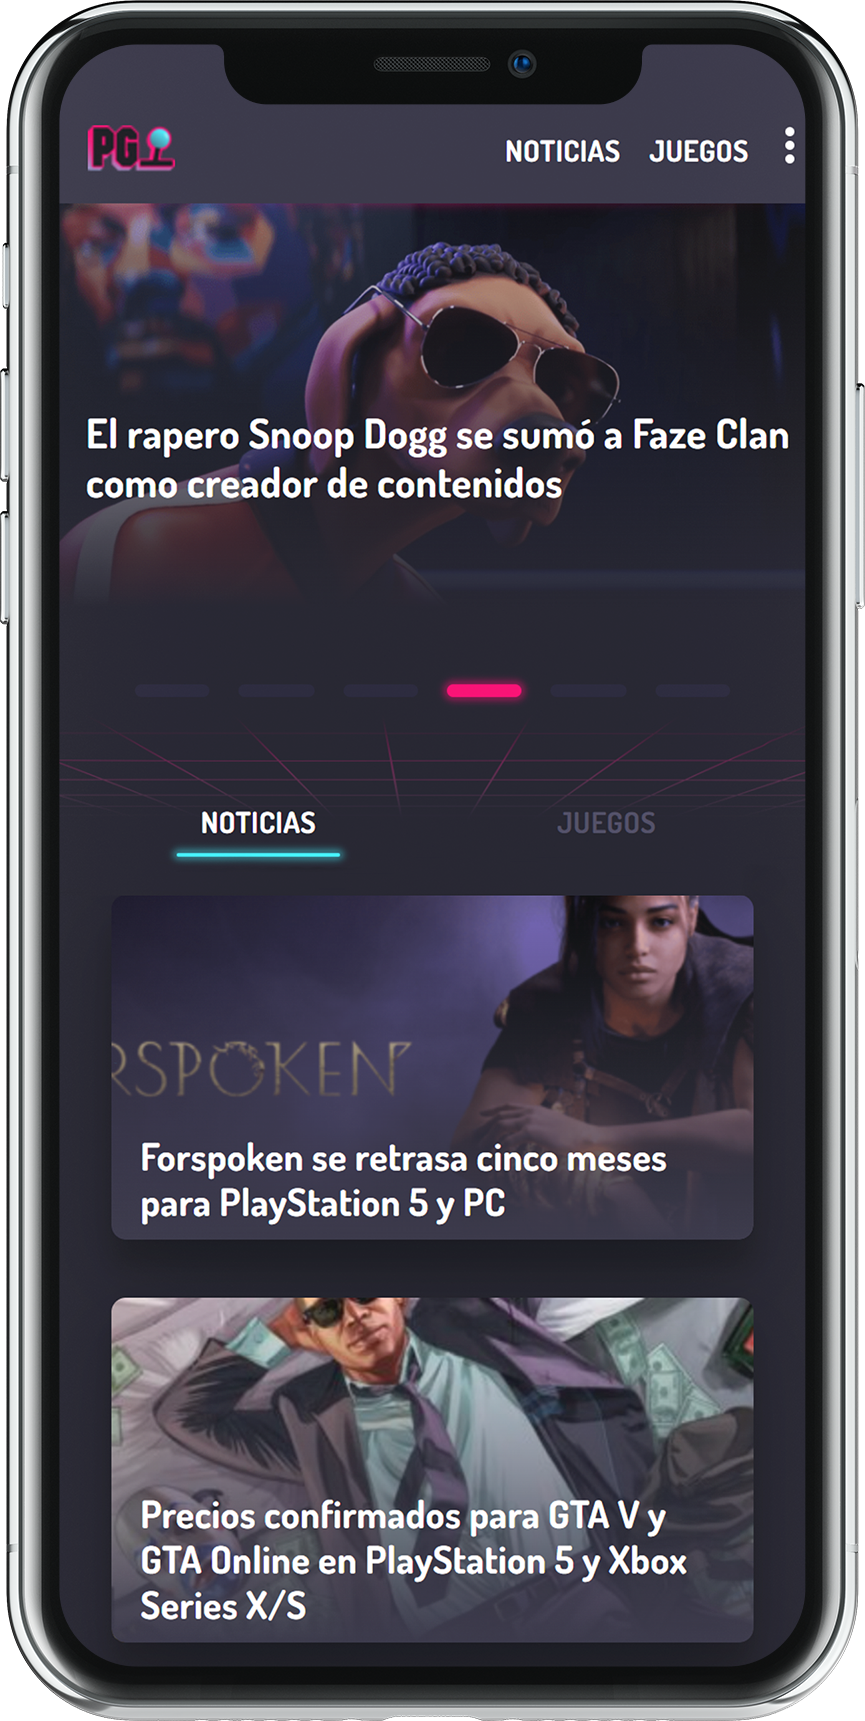 PG
NOTICIAS JUEGOS
El rapero Snoop Dogg se sumó a Faze Clan
como creador de contenidos
NOTICIAS JUEGOS
RSPOKEN
Forspoken se retrasa cinco meses
para PlayStation 5 y PC
Precios confirmados para GTA V y
GTA Online en PlayStation 5 y Xbox
Series X/S